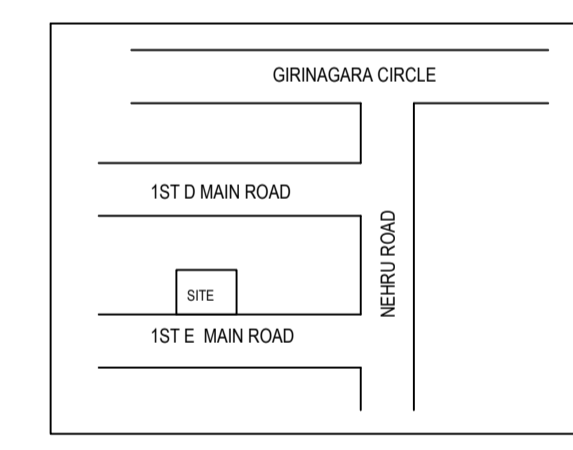 GIRINAGARA CIRCLE
1ST D MAIN ROAD
NEHRU ROAD
SITE
1ST E MAIN ROAD